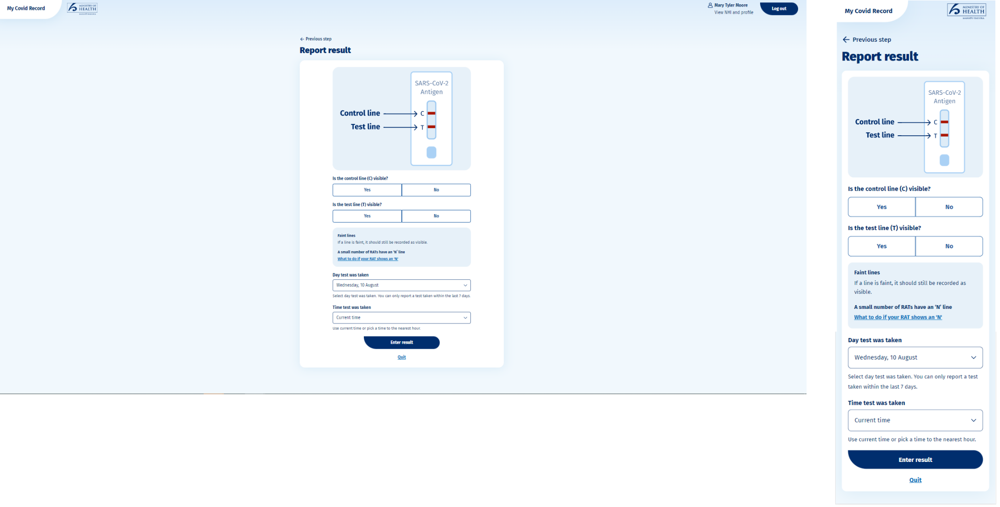 My Covid Record
MINISTRY OF
HEALTH
MANATŪ HAUORA
Mary Tyler Moore
View NHI and profile
Log out
Previous step
Report result
SARS-CoV-2
Antigen
Control line
C
Test line
T
Is the control line (C) visible?
Yes
No
Is the test line (T) visible?
Yes
No
Faint lines
If a line is faint, it should still be recorded as visible.
A small number of RATs have an ‘N’ line
What to do if your RAT shows an 'N'
Day test was taken
Wednesday, 10 August
Select day test was taken. You can only report a test taken within the last 7 days.
Time test was taken
Current time
Use current time or pick a time to the nearest hour.
Enter result
Quit
My Covid Record
MINISTRY OF
HEALTH
MANATŪ HAUORA
Previous step
Report result
SARS-CoV-2
Antigen
Control line
C
Test line
T
Is the control line (C) visible?
Yes
No
Is the test line (T) visible?
Yes
No
Faint lines
If a line is faint, it should still be recorded as
visible.
A small number of RATs have an ‘N’ line
What to do if your RAT shows an 'N'
Day test was taken
Wednesday, 10 August
Select day test was taken. You can only report a test
taken within the last 7 days.
Time test was taken
Current time
Use current time or pick a time to the nearest hour.
Enter result
Quit